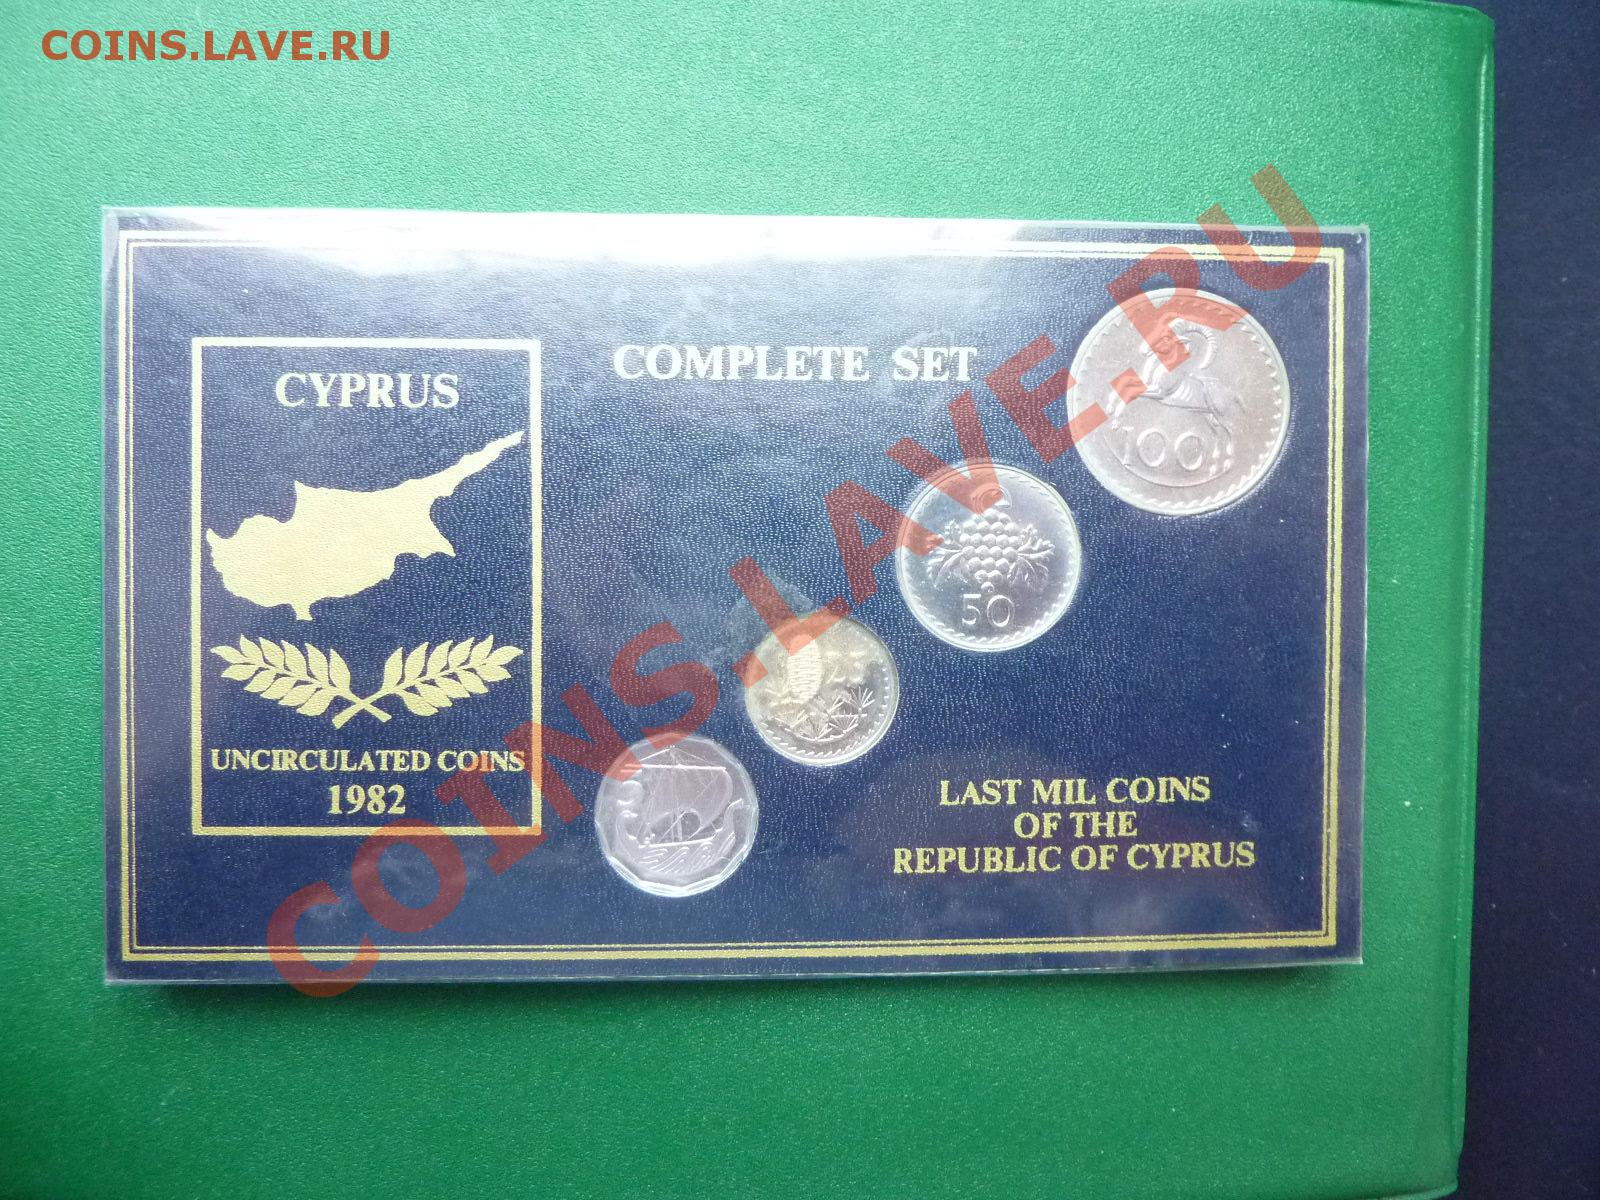 COINS.LAVE.RU
COMPLETE SET
CYPRUS
100
50
25
UNCIRCULATED COINS
1982
LAST MIL COINS
OF THE
REPUBLIC OF CYPRUS
COINS.LAVE.RU